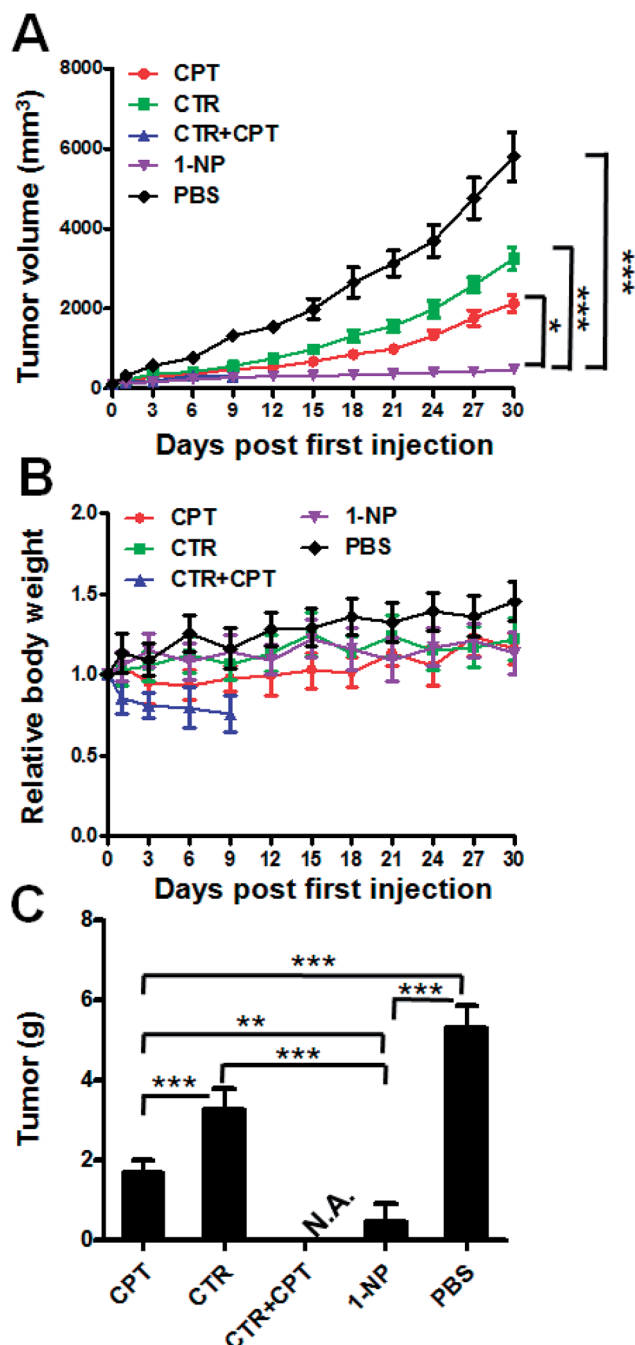 A
Tumor volume (mm³)
8000
6000
4000
2000
0
CPT
CTR
CTR+CPT
1-NP
PBS
*
***
***
0 3 6 9 12 15 18 21 24 27 30
Days post first injection
B
Relative body weight
2.0
1.5
1.0
0.5
0.0
CPT
CTR
CTR+CPT
1-NP
PBS
0 3 6 9 12 15 18 21 24 27 30
Days post first injection
C
Tumor (g)
8
6
4
2
0
***
**
***
***
***
N.A.
CPT
CTR
CTR+CPT
1-NP
PBS